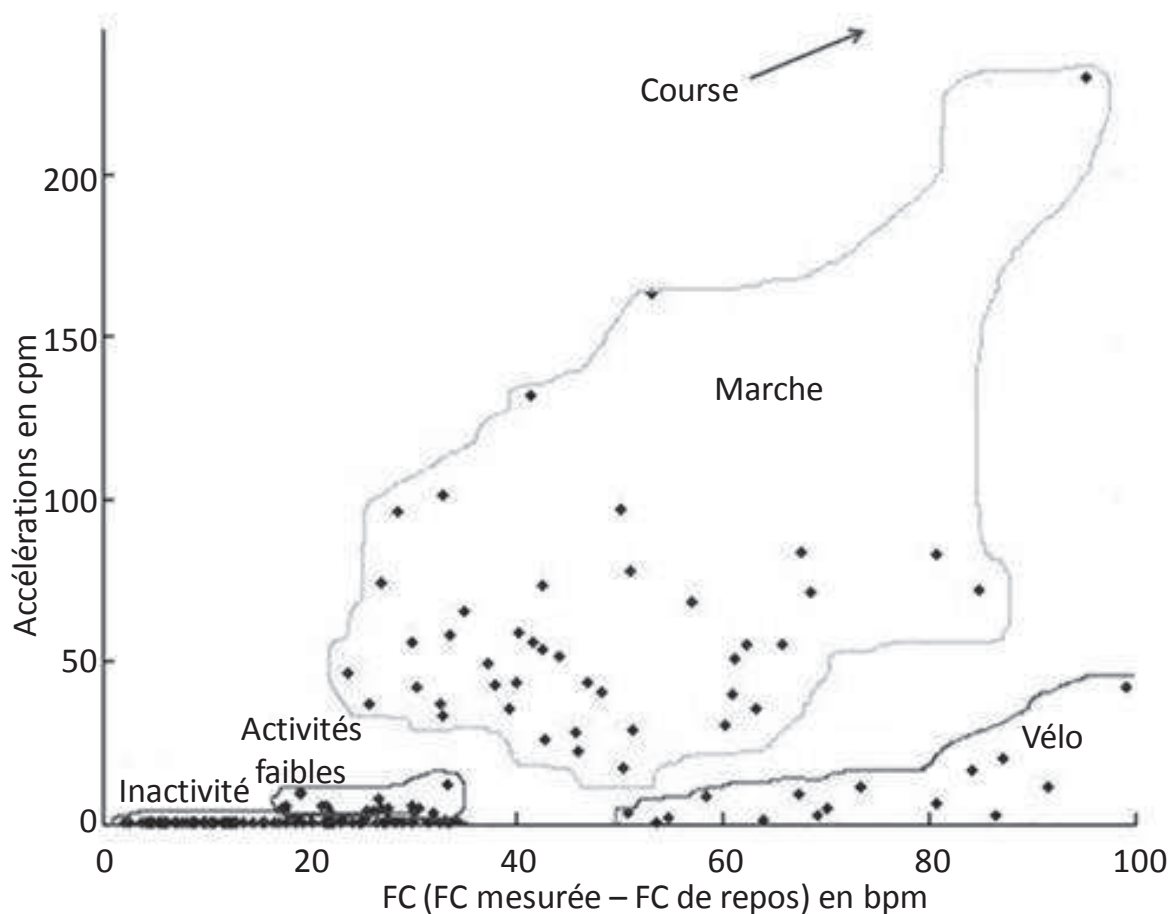 Course
200
150
Marche
Accélérations en cpm
100
50
Activités
faibles
Vélo
Inactivité
0
0 20 40 60 80 100
FC (FC mesurée – FC de repos) en bpm